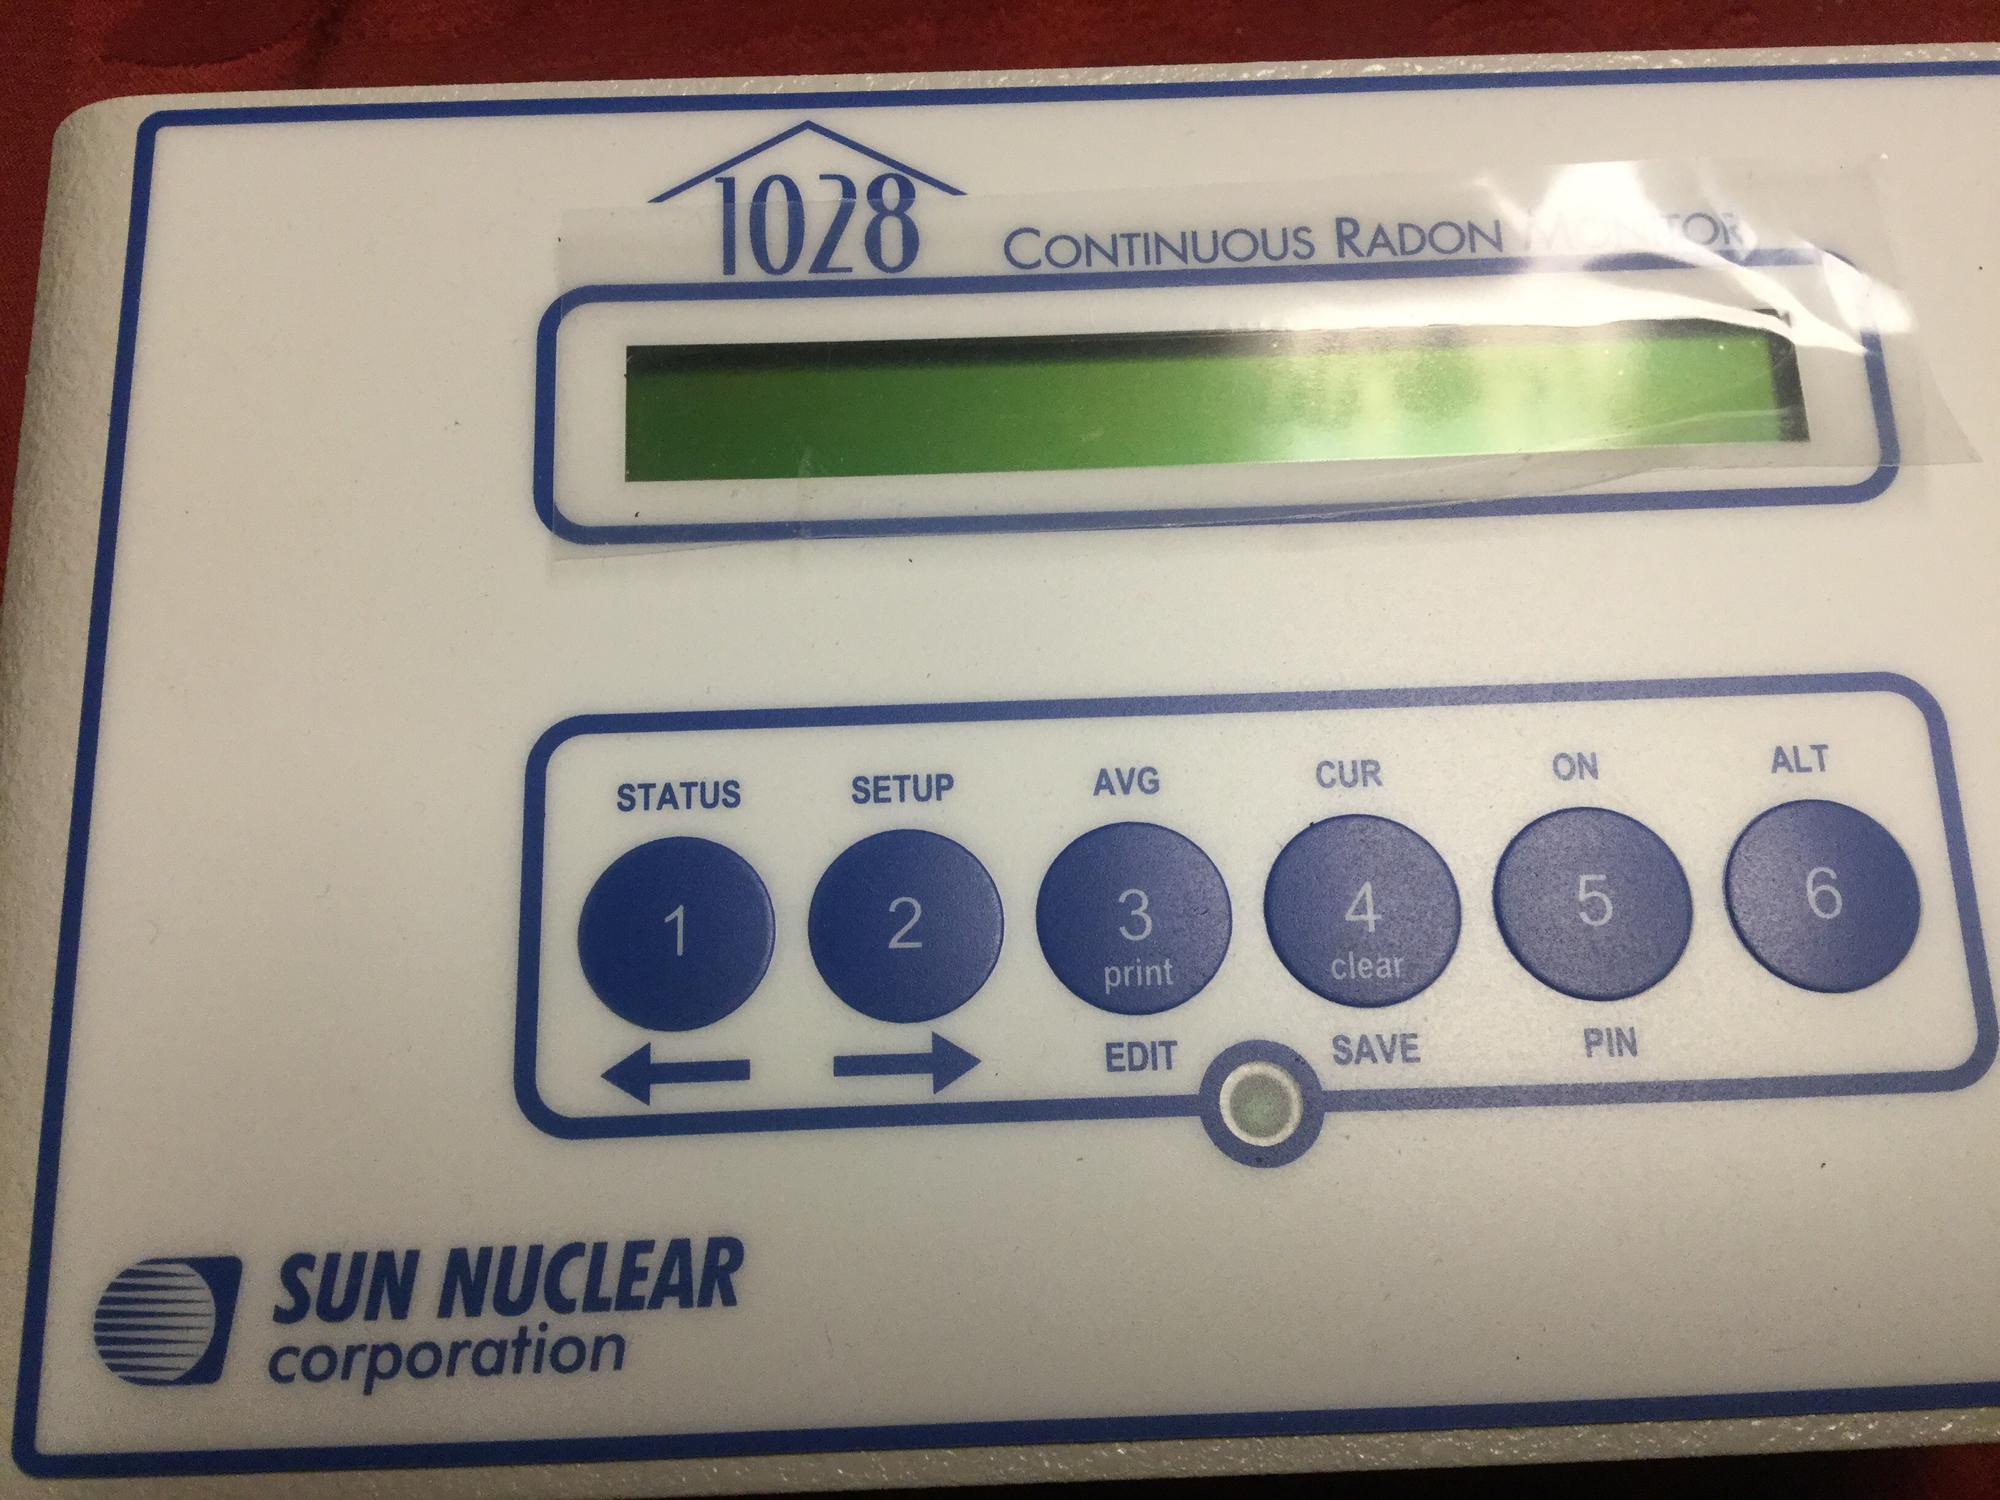 1028 CONTINUOUS RADON MONITOR
STATUS SETUP AVG CUR ON ALT
1 2 3 4 5 6
print clear
EDIT SAVE PIN
SUN NUCLEAR
corporation